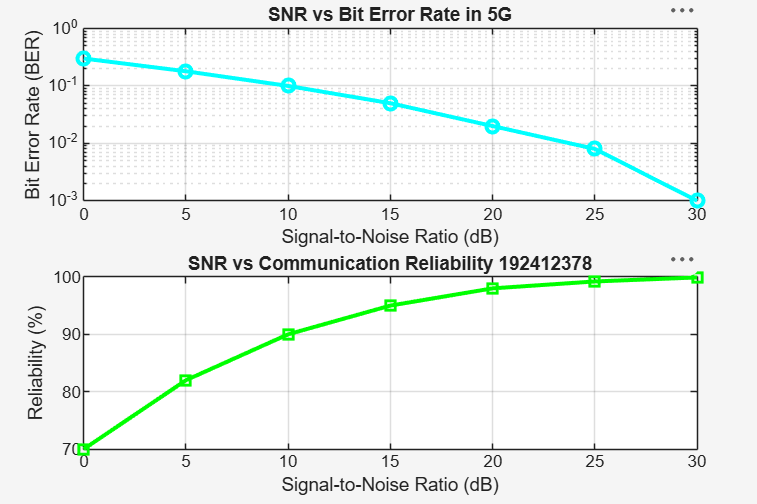 SNR vs Bit Error Rate in 5G
Bit Error Rate (BER)
10^0
10^-1
10^-2
10^-3
0 5 10 15 20 25 30
Signal-to-Noise Ratio (dB)
SNR vs Communication Reliability 192412378
Reliability (%)
100
90
80
70
0 5 10 15 20 25 30
Signal-to-Noise Ratio (dB)